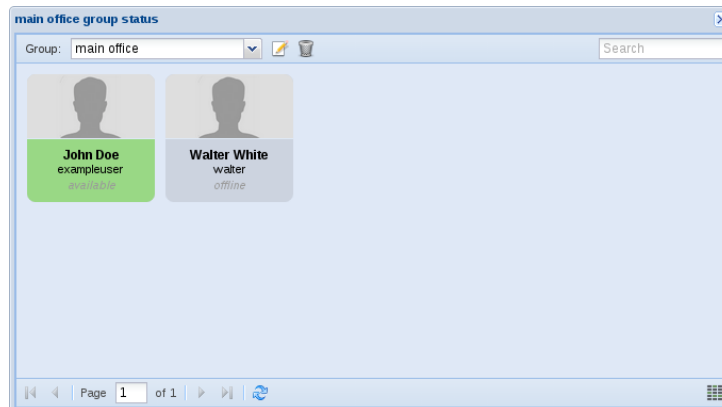 main office group status
Group: main office Search
John Doe
exampleuser
available
Walter White
walter
offline
Page 1 of 1